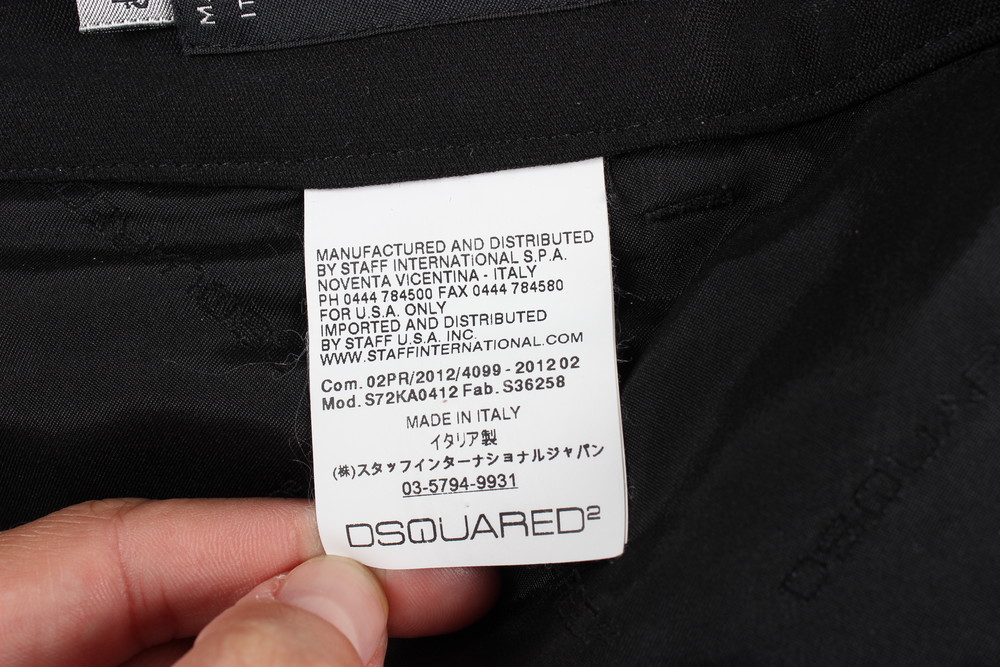 MANUFACTURED AND DISTRIBUTED
BY STAFF INTERNATIONAL S.P.A.
NOVENTA VICENTINA - ITALY
PH 0444 784500 FAX 0444 784580
FOR U.S.A. ONLY
IMPORTED AND DISTRIBUTED
BY STAFF U.S.A. INC.
WWW.STAFFINTERNATIONAL.COM
Com. 02PR/2012/4099 - 2012 02
Mod. S72KA0412 Fab. S36258
MADE IN ITALY
イタリア製
(株)スタッフインターナショナルジャパン
03-5794-9931
DSQUARED2